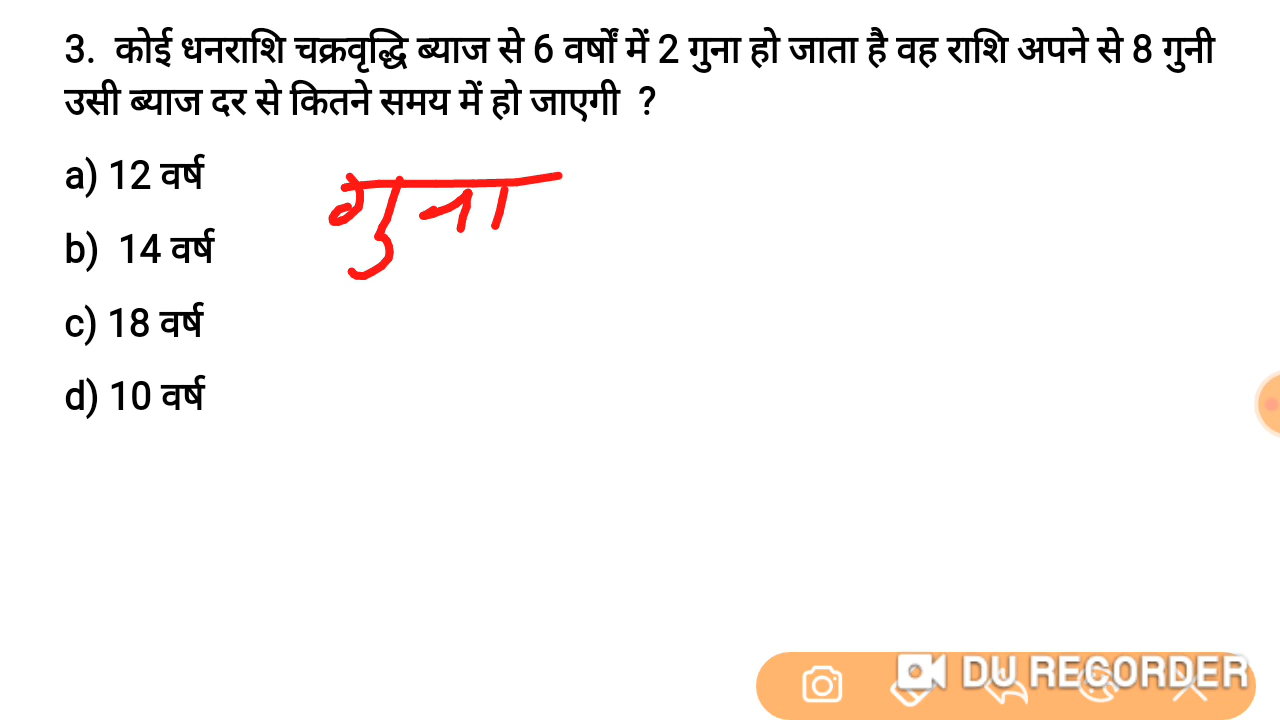 3. कोई धनराशि चक्रवृद्धि ब्याज से 6 वर्षों में 2 गुना हो जाता है वह राशि अपने से 8 गुनी
उसी ब्याज दर से कितने समय में हो जाएगी ?
a) 12 वर्ष
गुना
b) 14 वर्ष
c) 18 वर्ष
d) 10 वर्ष
DU RECORDER